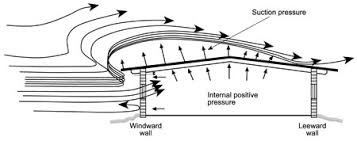 Suction pressure
Internal positive
pressure
Windward
wall
Leeward
wall